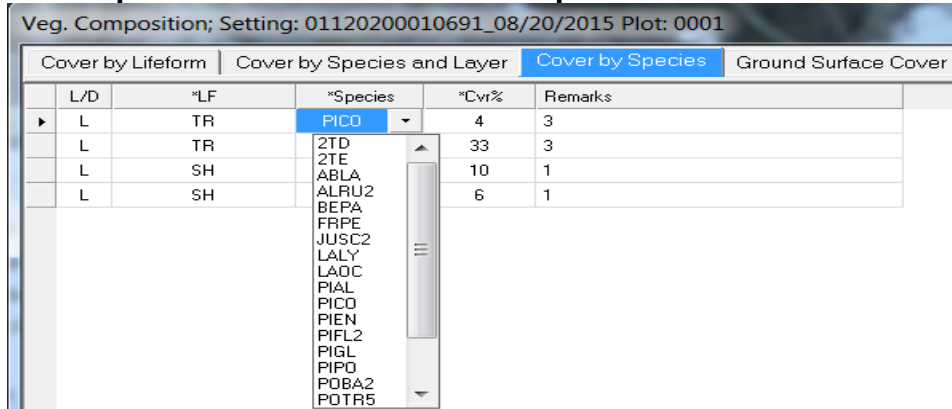 Veg. Composition; Setting: 01120200010691_08/20/2015 Plot: 0001
Cover by Lifeform Cover by Species and Layer Cover by Species Ground Surface Cover
L/D *LF *Species *Cvr% Remarks
L TR PICO 4 3
L TR 33 3
L SH 10 1
L SH 6 1
2TD
2TE
ABLA
ALRU2
BEPA
FRPE
JUSC2
LALY
LAOC
PIAL
PICO
PIEN
PIFL2
PIGL
PIPO
POBA2
POTR5